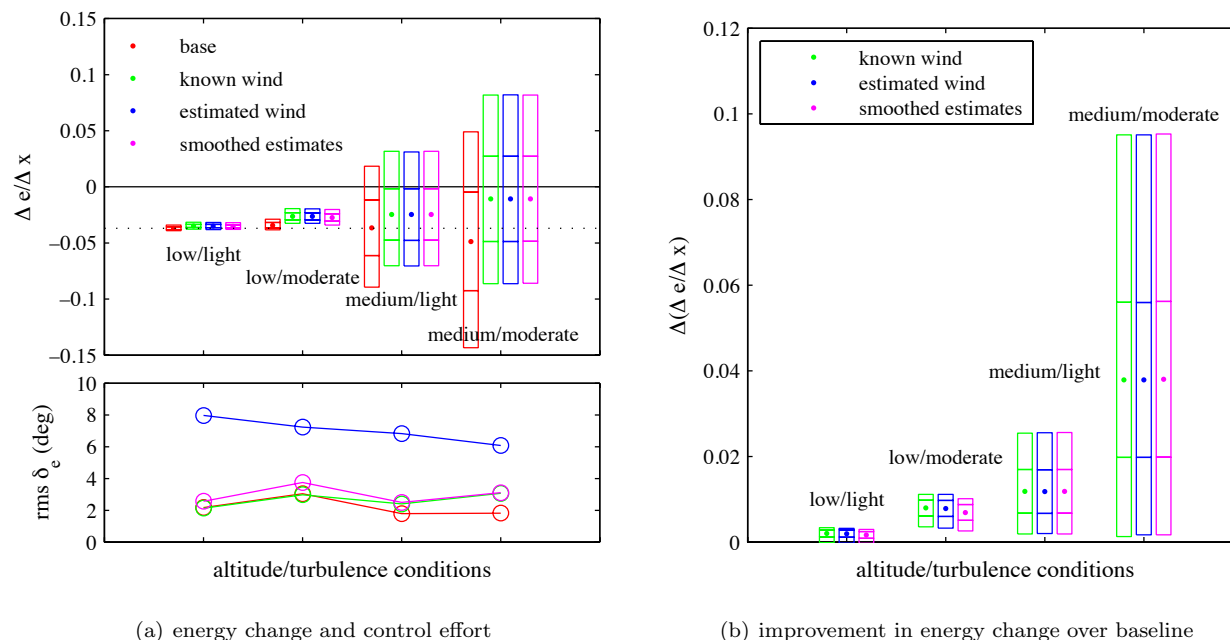 0.15
0.1
0.05
0
−0.05
−0.1
−0.15
Δ e/Δ x
base
known wind
estimated wind
smoothed estimates
low/light
low/moderate
medium/light
medium/moderate
10
8
6
4
2
0
rms δ_e (deg)
altitude/turbulence conditions
(a) energy change and control effort
0.12
0.1
0.08
0.06
0.04
0.02
0
Δ(Δ e/Δ x)
known wind
estimated wind
smoothed estimates
medium/moderate
medium/light
low/moderate
low/light
altitude/turbulence conditions
(b) improvement in energy change over baseline